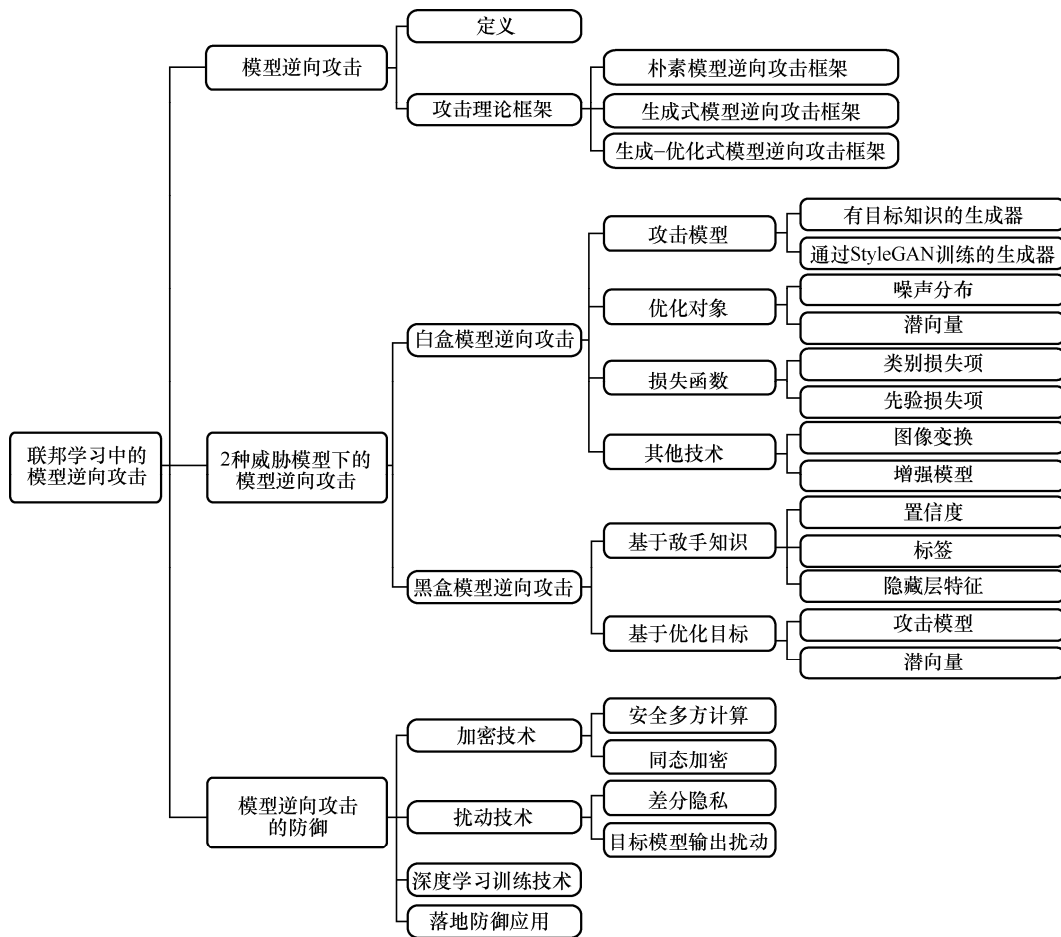 联邦学习中的
模型逆向攻击
模型逆向攻击
定义
攻击理论框架
朴素模型逆向攻击框架
生成式模型逆向攻击框架
生成-优化式模型逆向攻击框架
2种威胁模型下的
模型逆向攻击
白盒模型逆向攻击
攻击模型
有目标知识的生成器
通过StyleGAN训练的生成器
优化对象
噪声分布
潜向量
损失函数
类别损失项
先验损失项
其他技术
图像变换
增强模型
黑盒模型逆向攻击
基于敌手知识
置信度
标签
隐藏层特征
基于优化目标
攻击模型
潜向量
模型逆向攻击
的防御
加密技术
安全多方计算
同态加密
扰动技术
差分隐私
目标模型输出扰动
深度学习训练技术
落地防御应用